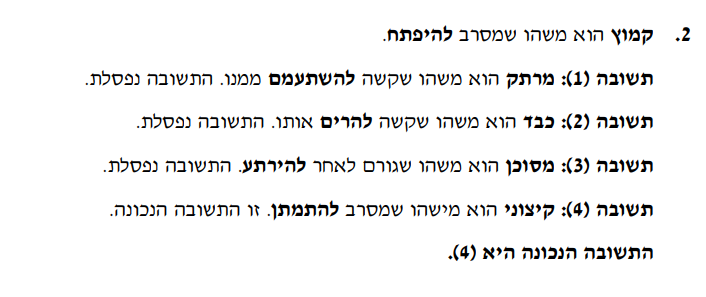 2. קמוץ הוא משהו שמסרב להיפתח.
תשובה (1): מרתק הוא משהו שקשה להשתעמם ממנו. התשובה נפסלת.
תשובה (2): כבד הוא משהו שקשה להרים אותו. התשובה נפסלת.
תשובה (3): מסוכן הוא משהו שגורם לאחר להירתע. התשובה נפסלת.
תשובה (4): קיצוני הוא מישהו שמסרב להתמתן. זו התשובה הנכונה.
התשובה הנכונה היא (4).